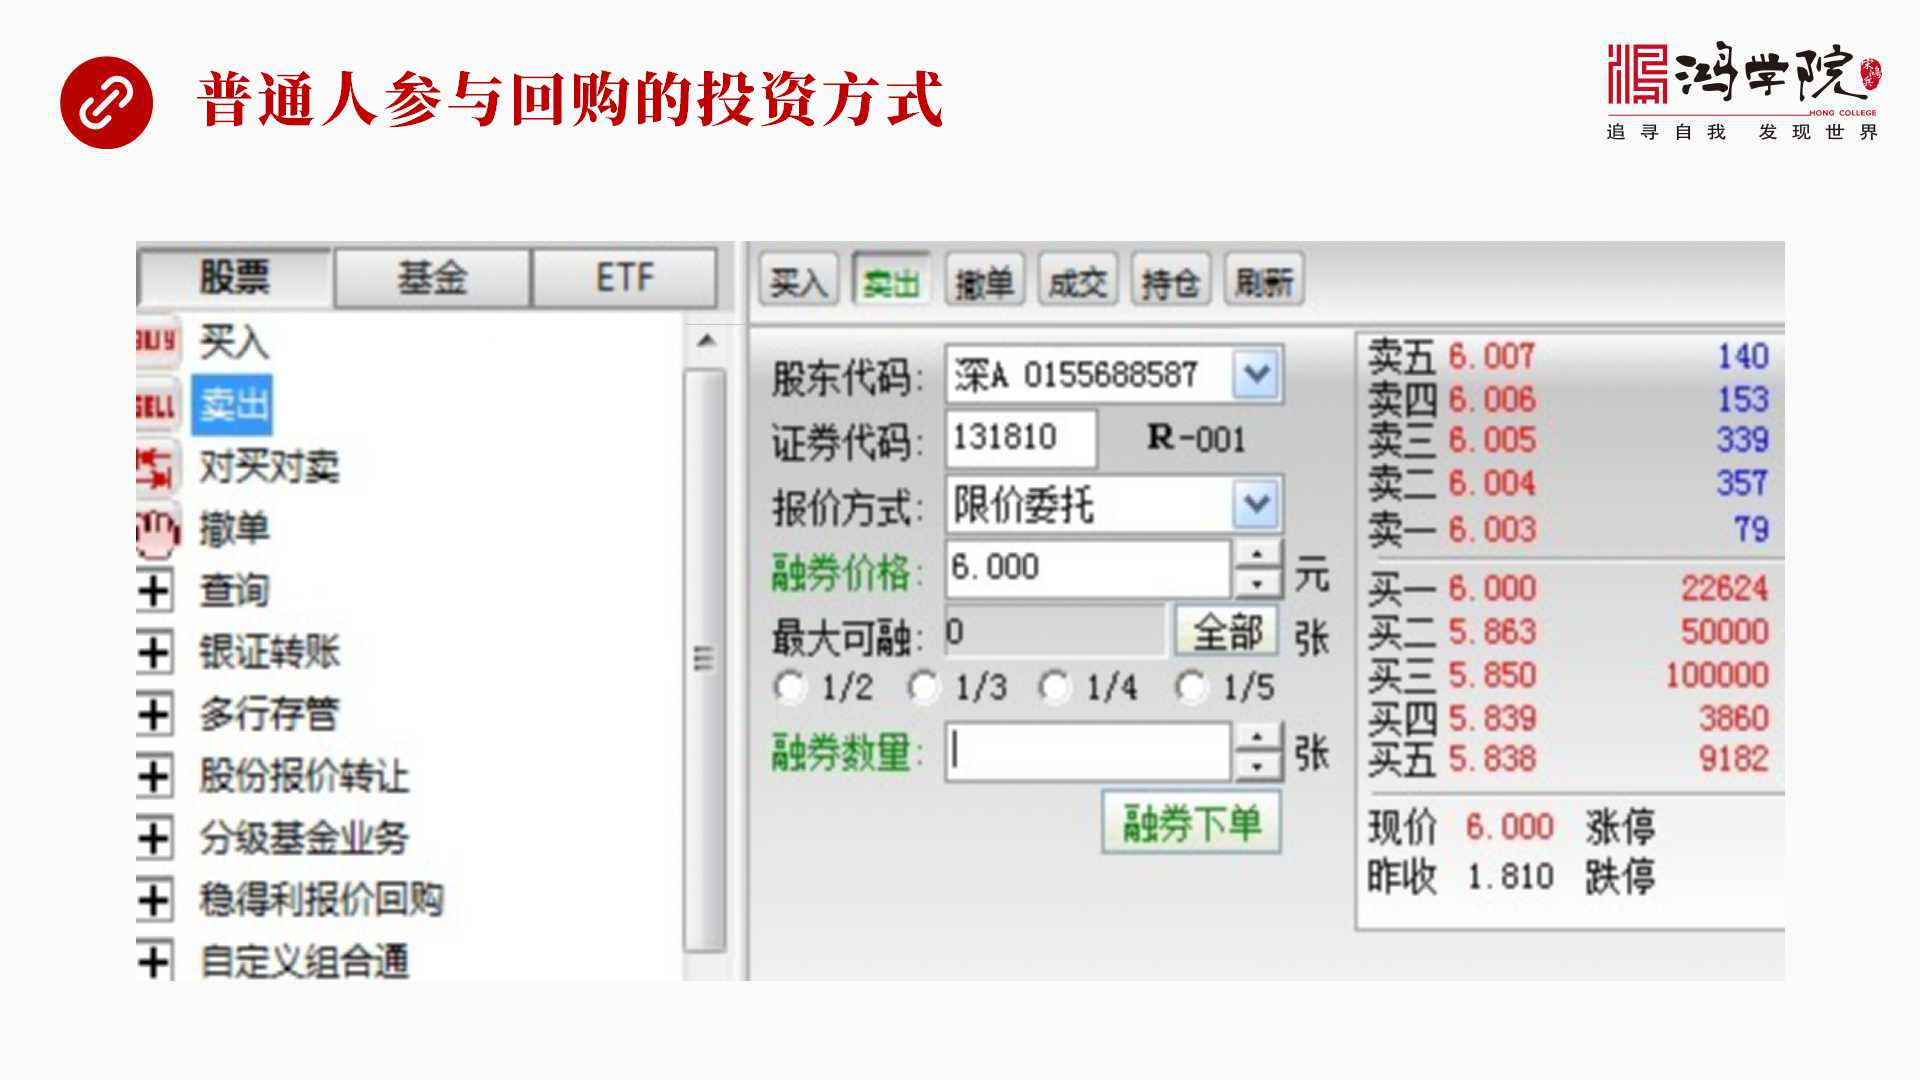 普通人参与回购的投资方式
鸿学院
HONG COLLEGE
追寻自我 发现世界
股票 基金 ETF
BUY 买入
SELL 卖出
对买对卖
撤单
查询
银证转账
多行存管
股份报价转让
分级基金业务
稳得利报价回购
自定义组合通
买入 卖出 撤单 成交 持仓 刷新
股东代码: 深A 0155688587
证券代码: 131810 R-001
报价方式: 限价委托
融券价格: 6.000 元
最大可融: 0 全部 张
1/2 1/3 1/4 1/5
融券数量: 张
融券下单
卖五 6.007 140
卖四 6.006 153
卖三 6.005 339
卖二 6.004 357
卖一 6.003 79
买一 6.000 22624
买二 5.863 50000
买三 5.850 100000
买四 5.839 3860
买五 5.838 9182
现价 6.000 涨停
昨收 1.810 跌停